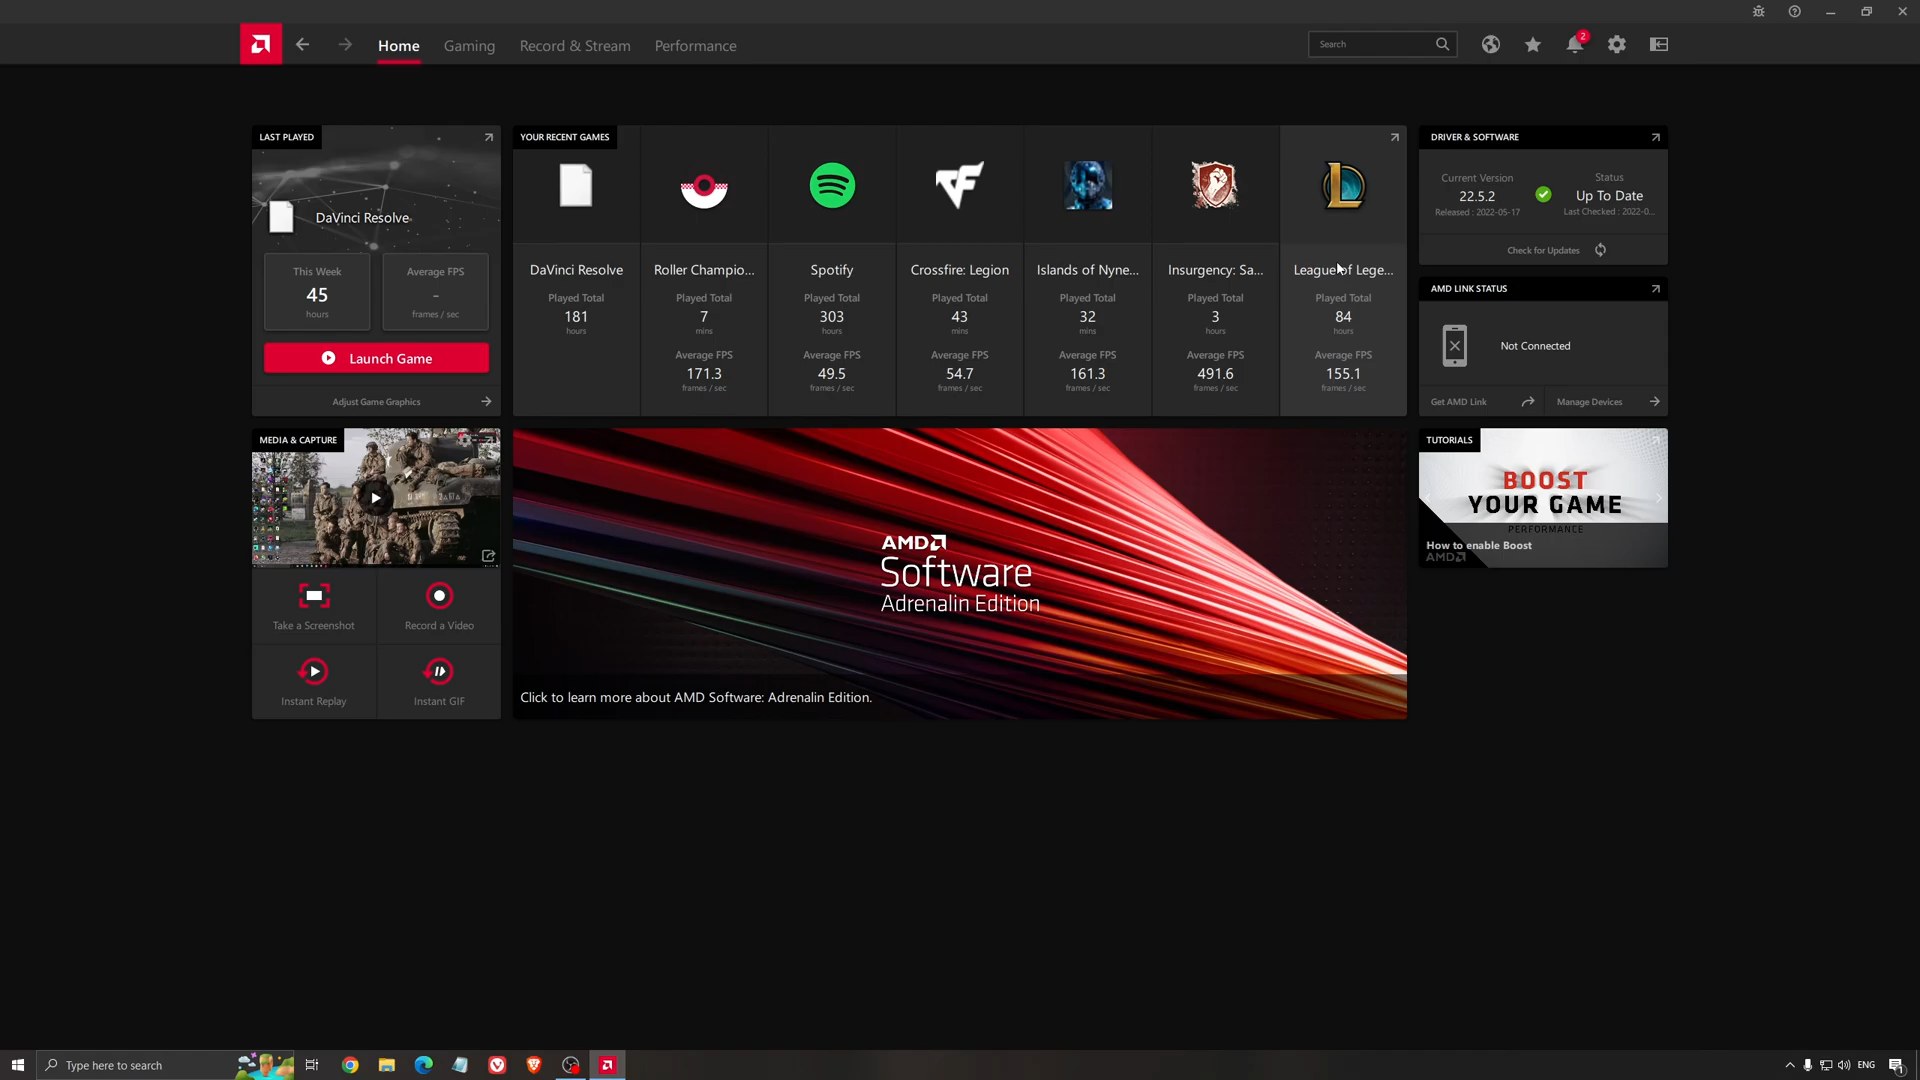 Home
Gaming
Record & Stream
Performance
Search
2
LAST PLAYED
DaVinci Resolve
This Week
45
hours
Average FPS
-
frames / sec
Launch Game
Adjust Game Graphics
YOUR RECENT GAMES
DaVinci Resolve
Played Total
181
hours
Roller Champio...
Played Total
7
mins
Average FPS
171.3
frames / sec
Spotify
Played Total
303
hours
Average FPS
49.5
frames / sec
Crossfire: Legion
Played Total
43
mins
Average FPS
54.7
frames / sec
Islands of Nyne...
Played Total
32
mins
Average FPS
161.3
frames / sec
Insurgency: Sa...
Played Total
3
hours
Average FPS
491.6
frames / sec
League of Lege...
Played Total
84
hours
Average FPS
155.1
frames / sec
DRIVER & SOFTWARE
Current Version
22.5.2
Released : 2022-05-17
Status
Up To Date
Last Checked : 2022-0...
Check for Updates
AMD LINK STATUS
Not Connected
Get AMD Link
Manage Devices
MEDIA & CAPTURE
Take a Screenshot
Record a Video
Instant Replay
Instant GIF
AMD
Software
Adrenalin Edition
Click to learn more about AMD Software: Adrenalin Edition.
TUTORIALS
BOOST
YOUR GAME
PERFORMANCE
How to enable Boost
AMD
Type here to search
ENG
1